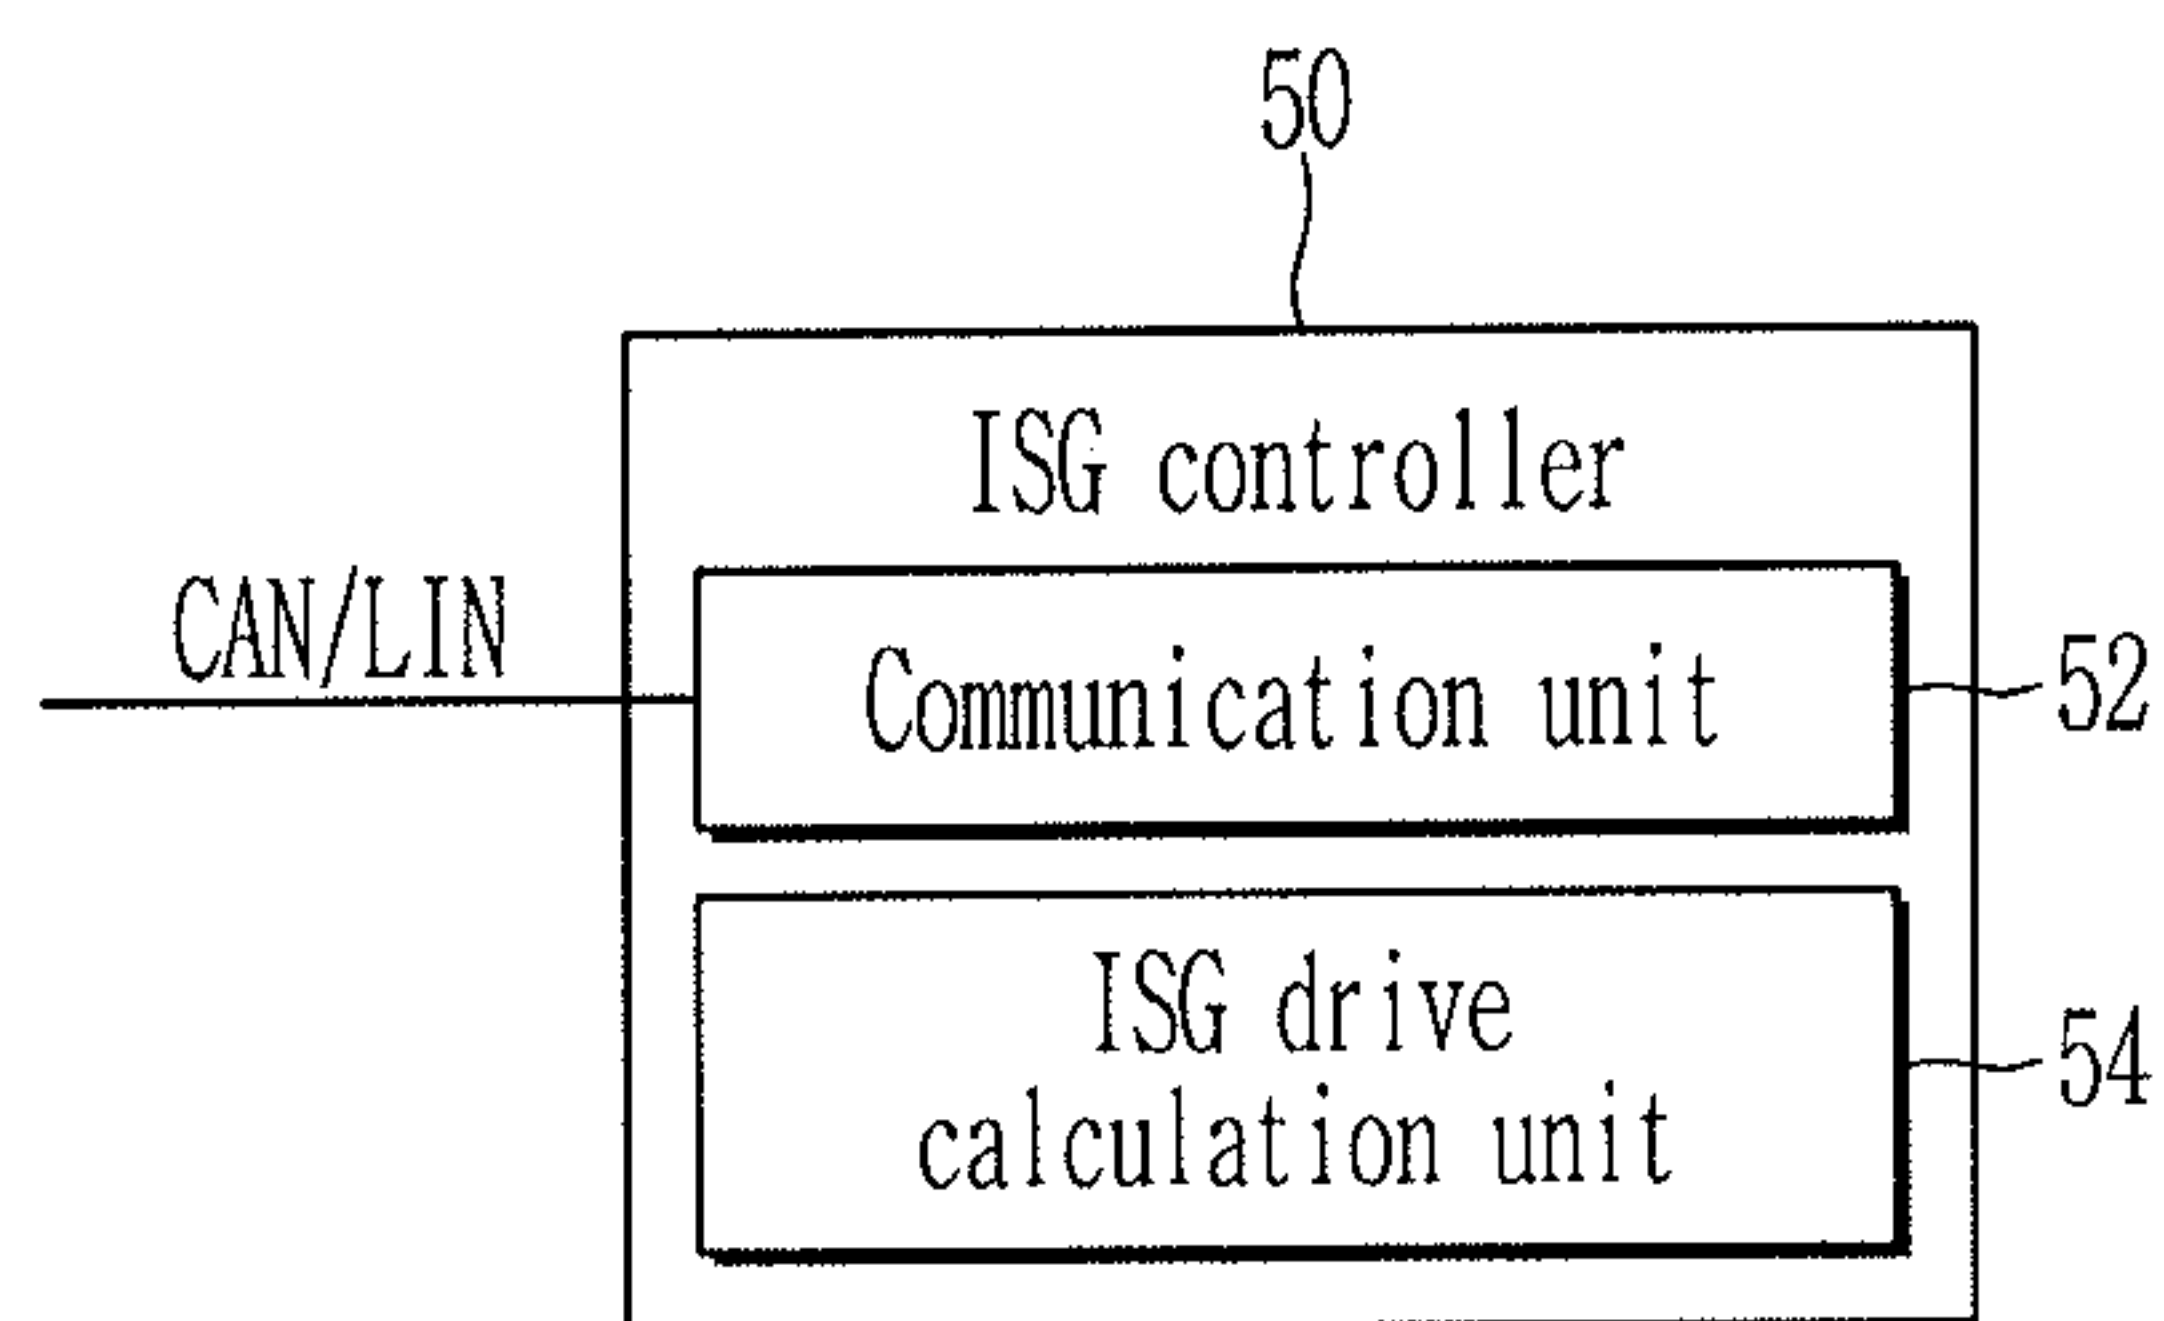 50
ISG controller
CAN/LIN
Communication unit
52
ISG drive
calculation unit
54